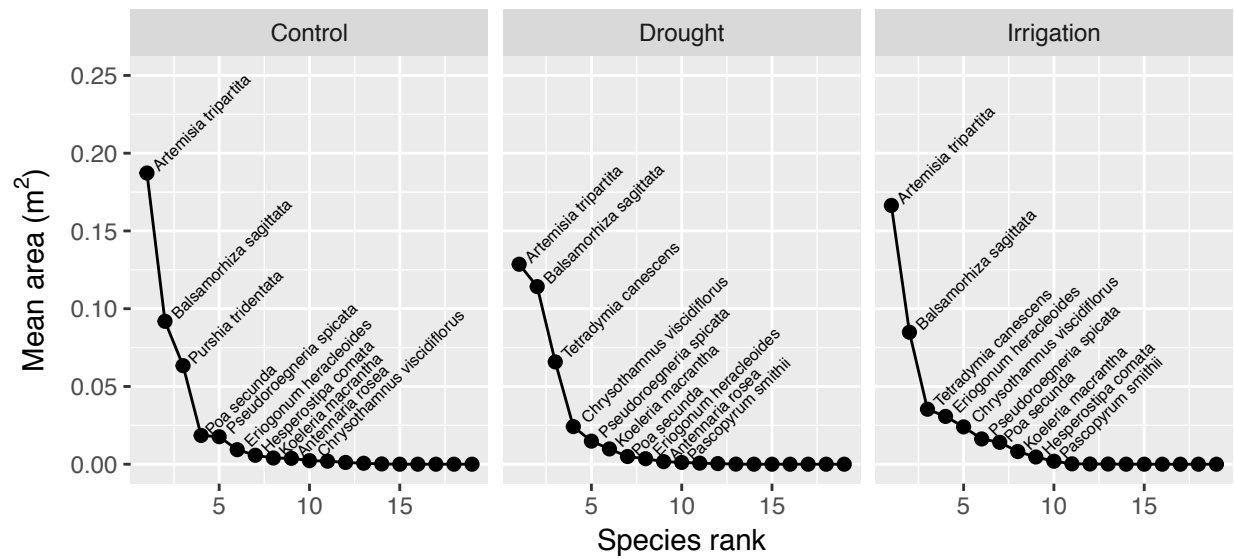 Control
Drought
Irrigation
Mean area (m²)
0.25
0.20
0.15
0.10
0.05
0.00
Artemisia tripartita
Balsamorhiza sagittata
Purshia tridentata
Poa secunda
Pseudoroegneria spicata
Eriogonum heracleoides
Hesperostipa comata
Koeleria macrantha
Antennaria rosea
Chrysothamnus viscidiflorus
Artemisia tripartita
Balsamorhiza sagittata
Tetradymia canescens
Chrysothamnus viscidiflorus
Pseudoroegneria spicata
Koeleria macrantha
Poa secunda
Eriogonum heracleoides
Antennaria rosea
Pascopyrum smithii
Artemisia tripartita
Balsamorhiza sagittata
Tetradymia canescens
Eriogonum heracleoides
Chrysothamnus viscidiflorus
Pseudoroegneria spicata
Poa secunda
Koeleria macrantha
Hesperostipa comata
Pascopyrum smithii
5 10 15
5 10 15
5 10 15
Species rank